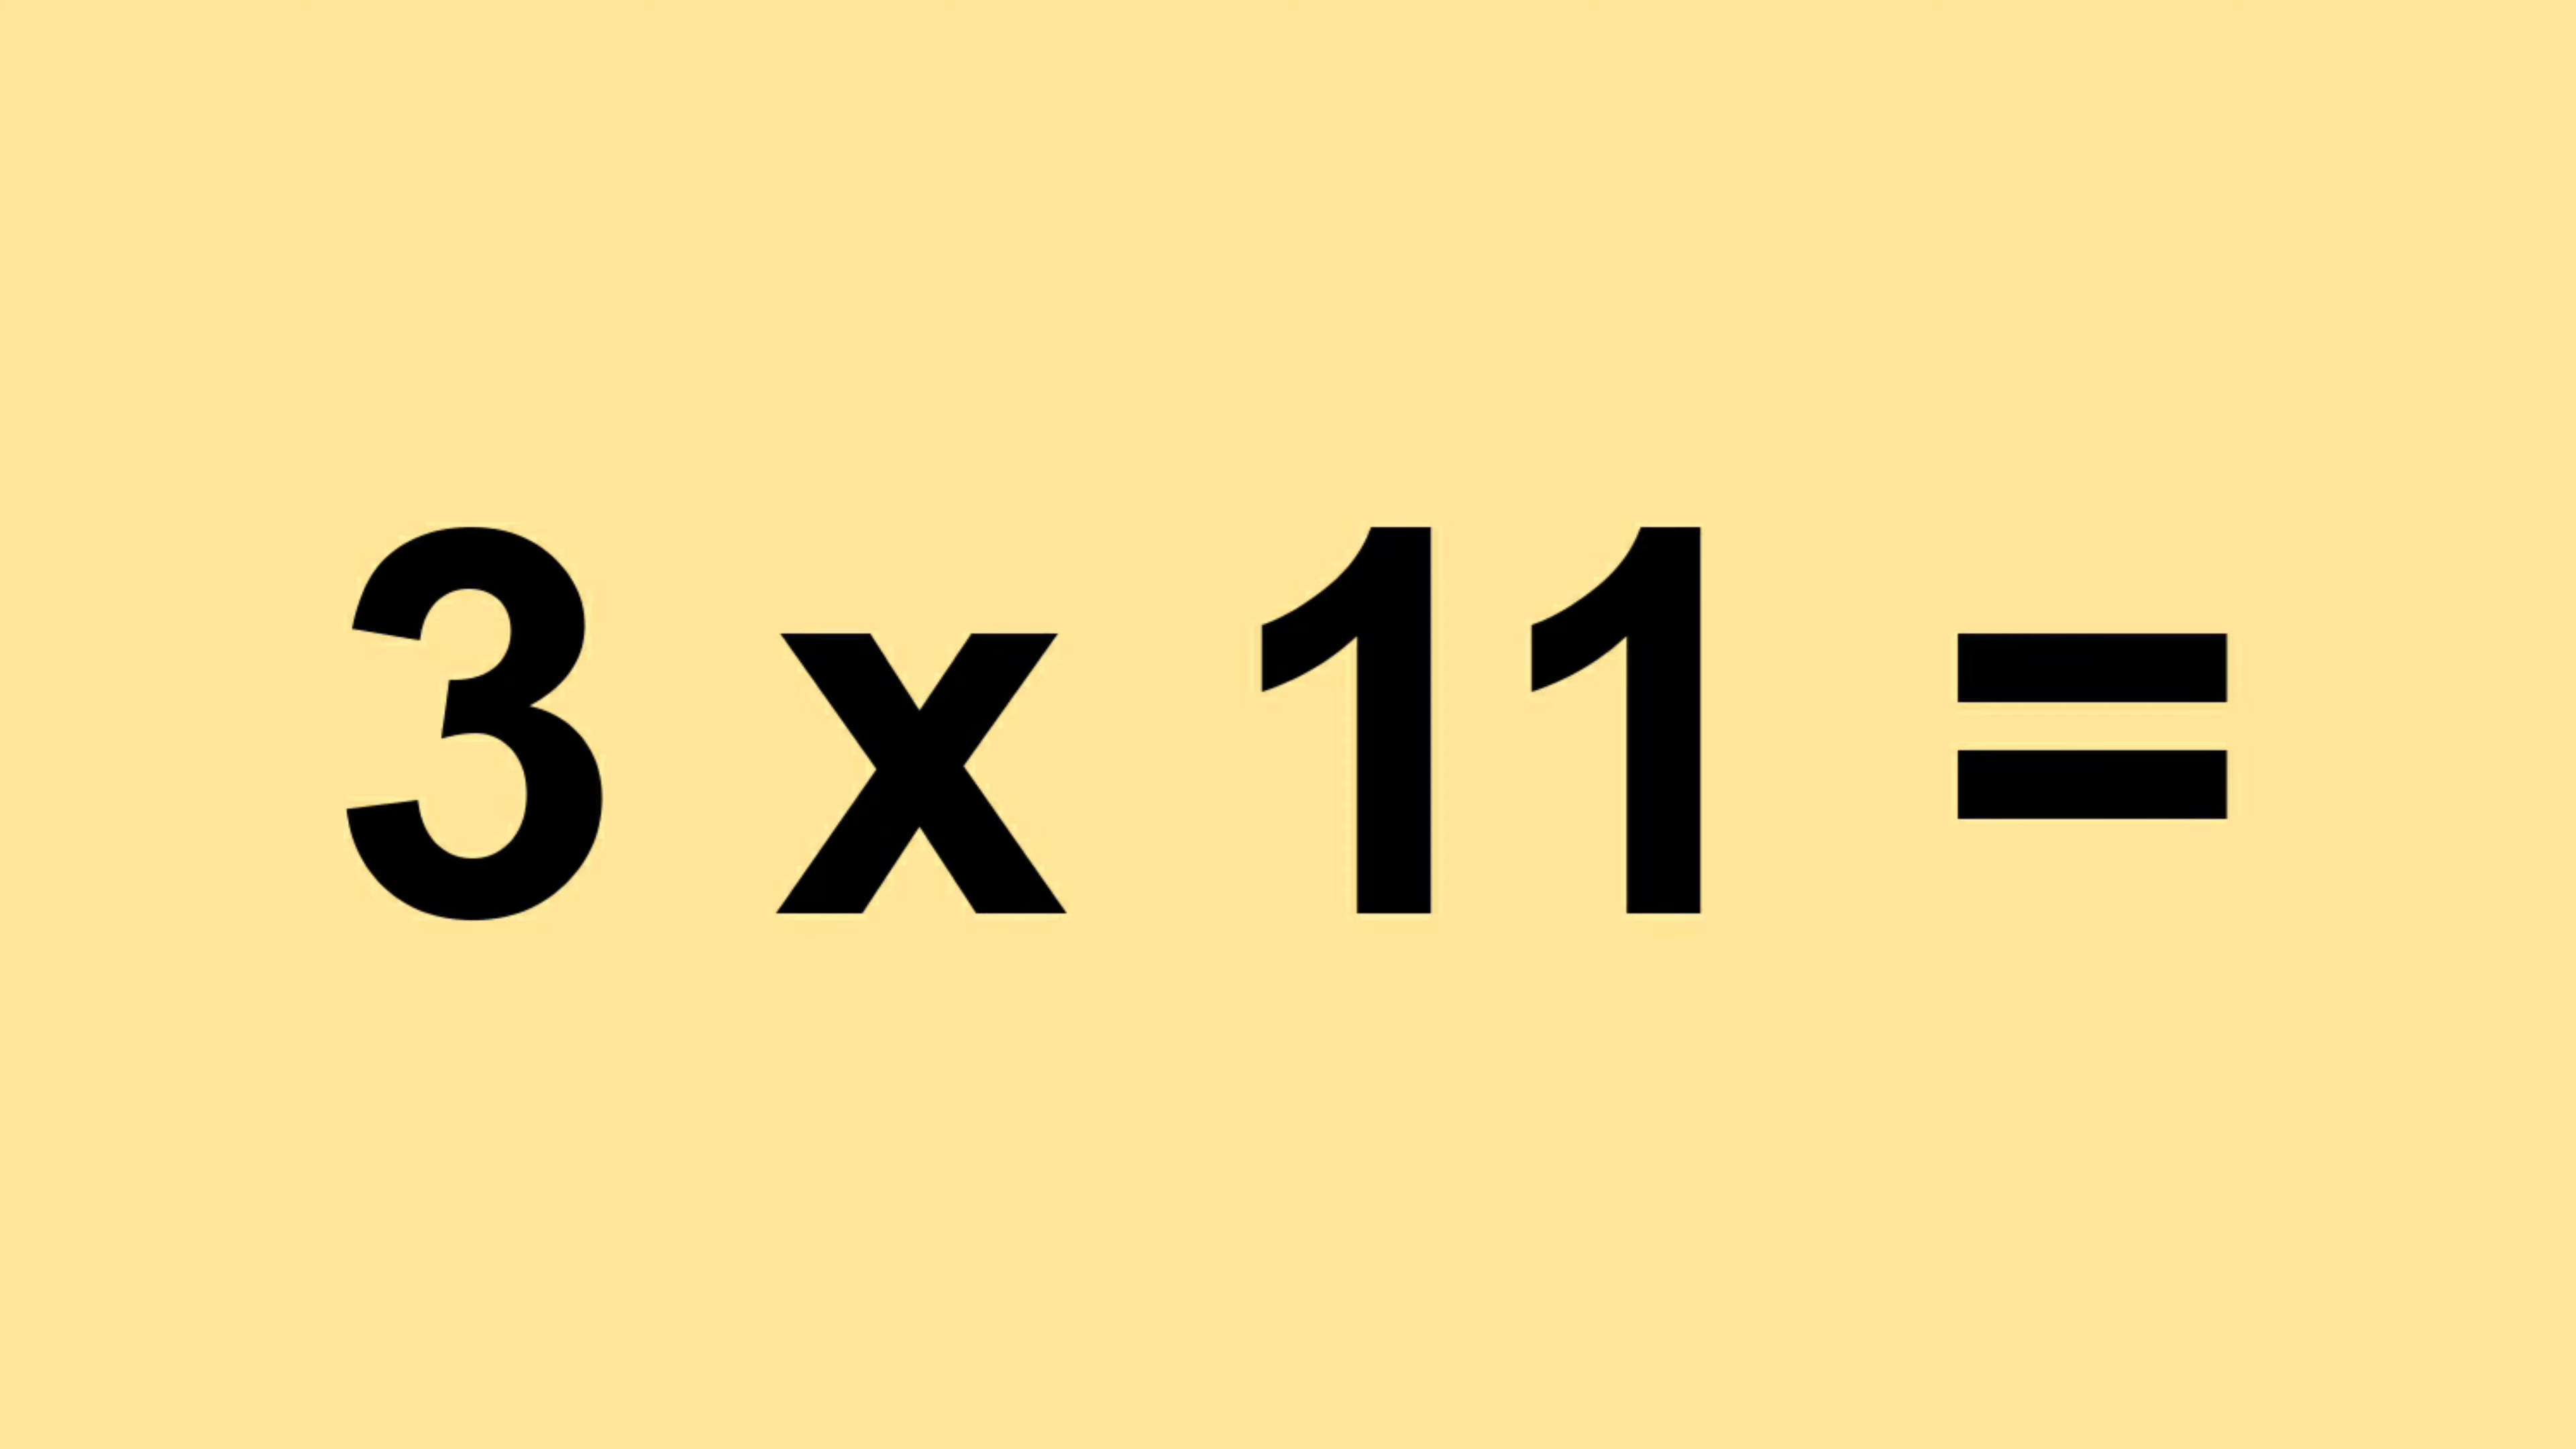 3 x 11 =